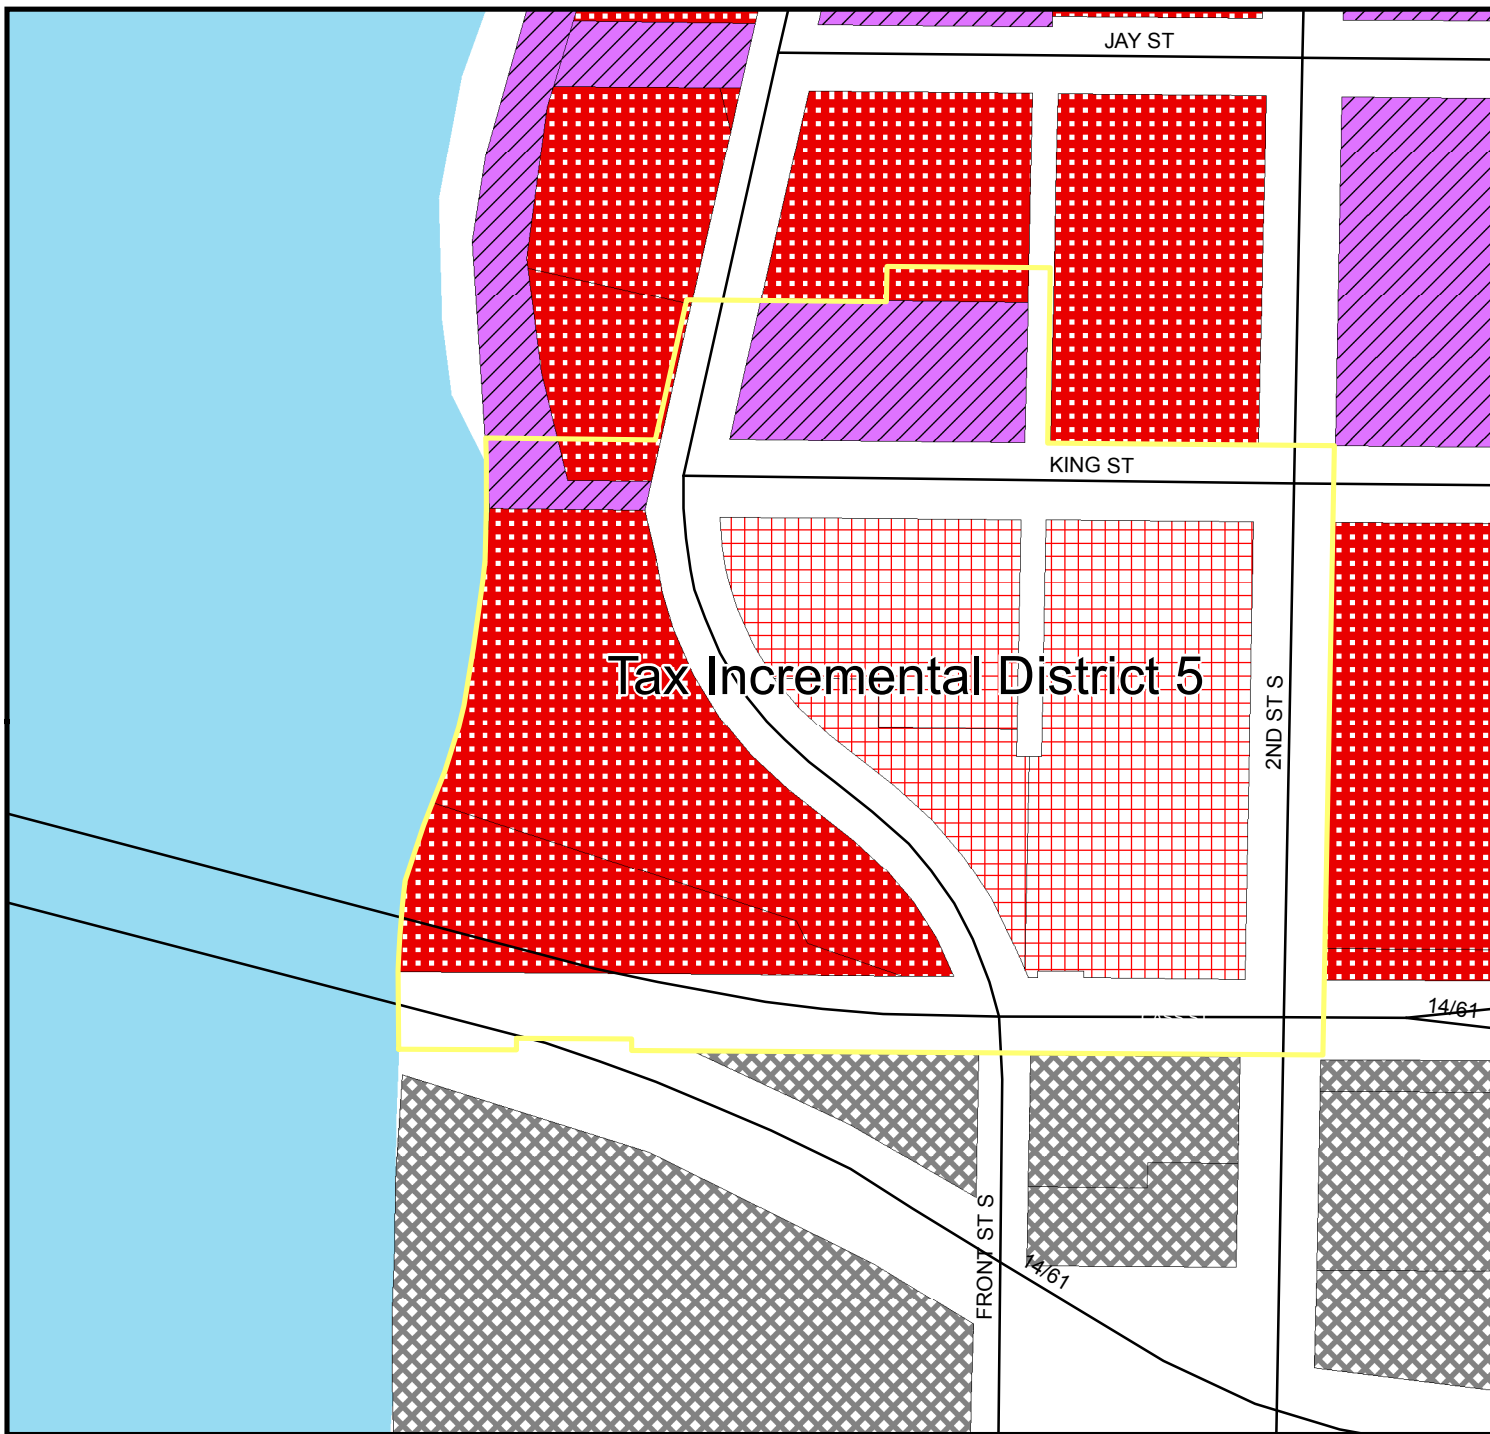 JAY ST
KING ST
Tax Incremental District 5
2ND ST S
14/61
FRONT ST S
14/61